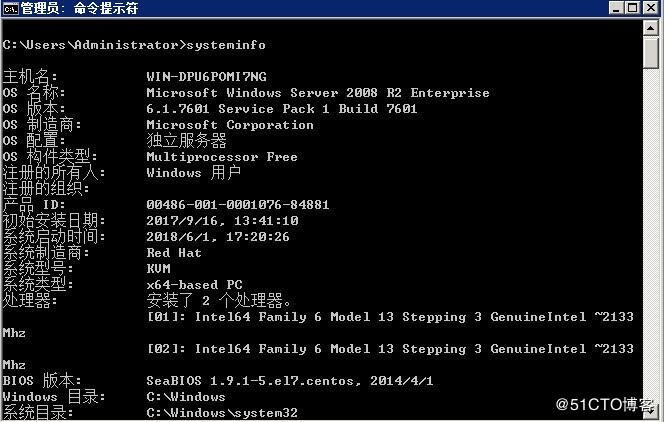 管理员: 命令提示符
C:\Users\Administrator>systeminfo
主机名: WIN-DPU6POMI7NG
OS 名称: Microsoft Windows Server 2008 R2 Enterprise
OS 版本: 6.1.7601 Service Pack 1 Build 7601
OS 制造商: Microsoft Corporation
OS 配置: 独立服务器
OS 构件类型: Multiprocessor Free
注册的所有人: Windows 用户
注册的组织:
产品 ID: 00486-001-0001076-84881
初始安装日期: 2017/9/16, 13:41:10
系统启动时间: 2018/6/1, 17:20:26
系统制造商: Red Hat
系统型号: KVM
系统类型: x64-based PC
处理器: 安装了 2 个处理器。
[01]: Intel64 Family 6 Model 13 Stepping 3 GenuineIntel ~2133
Mhz
[02]: Intel64 Family 6 Model 13 Stepping 3 GenuineIntel ~2133
Mhz
BIOS 版本: SeaBIOS 1.9.1-5.el7.centos, 2014/4/1
Windows 目录: C:\Windows
系统目录: C:\Windows\system32
@51CTO博客